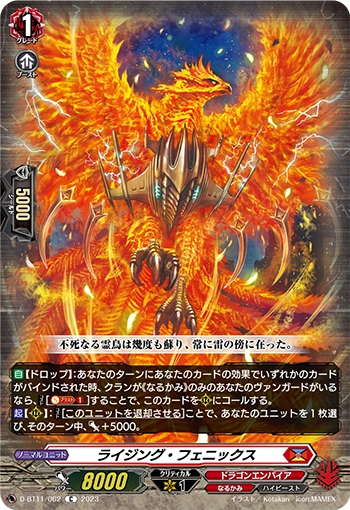 1
グレード
ブースト
5000
シールド
不死なる霊鳥は幾度も蘇り、常に雷の傍に在った。
自【ドロップ】：あなたのターンにあなたのカードの効果でいずれかのカードがバインドされた時、クランが《なるかみ》のみのあなたのヴァンガードがいるなら、[1]することで、このカードを(R)にコールする。
起【(R)】：[このユニットを退却させる]ことで、あなたのユニットを1枚選び、そのターン中、+5000。
ノーマルユニット
ライジング・フェニックス
パワー
8000
クリティカル
1
ドラゴンエンパイア
なるかみ
ハイビースト
D-BT11/062 C 2023
イラスト / Kotakan icon:MAMEX